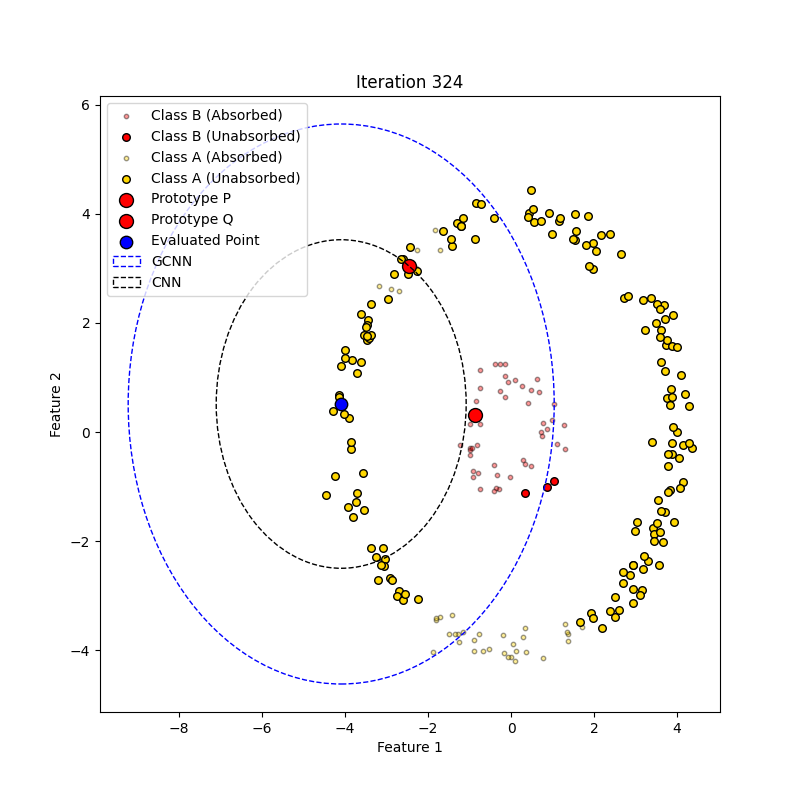 Iteration 324
6
4
2
0
−2
−4
Feature 2
Class B (Absorbed)
Class B (Unabsorbed)
Class A (Absorbed)
Class A (Unabsorbed)
Prototype P
Prototype Q
Evaluated Point
GCNN
CNN
−8 −6 −4 −2 0 2 4
Feature 1